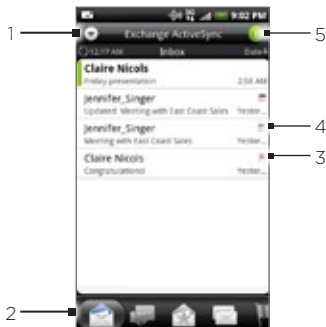 9:02 PM
1 Exchange ActiveSync 5
12:17 AM Inbox Date
Claire Nicols
Friday presentation 2:58 AM
Jennifer_Singer
Updated: Meeting with East Coast Sales Yester...
Jennifer_Singer 4
Meeting with East Coast Sales Yester...
Claire Nicols 3
Congratulations! Yester...
2